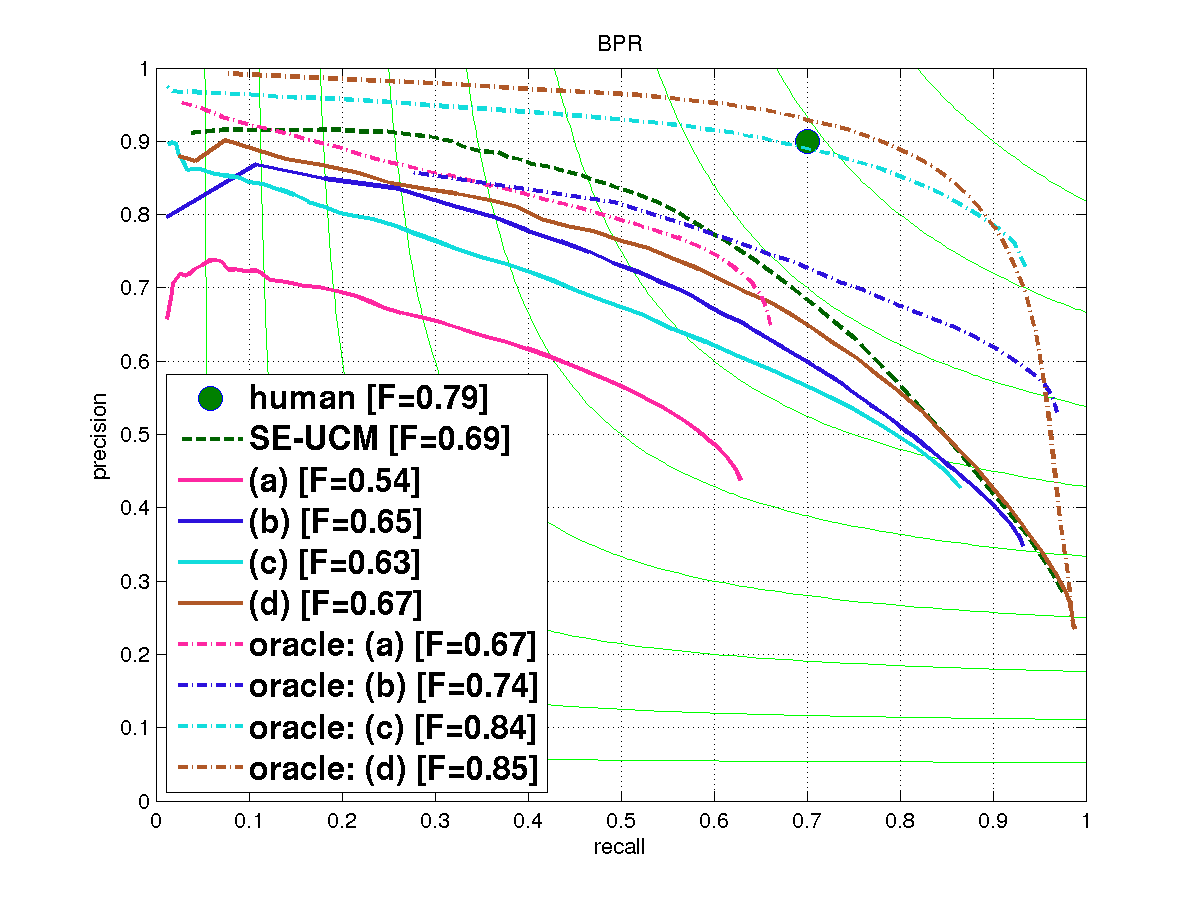 BPR
1
0.9
0.8
0.7
0.6
0.5
0.4
0.3
0.2
0.1
0
precision
human [F=0.79]
SE-UCM [F=0.69]
(a) [F=0.54]
(b) [F=0.65]
(c) [F=0.63]
(d) [F=0.67]
oracle: (a) [F=0.67]
oracle: (b) [F=0.74]
oracle: (c) [F=0.84]
oracle: (d) [F=0.85]
0 0.1 0.2 0.3 0.4 0.5 0.6 0.7 0.8 0.9 1
recall